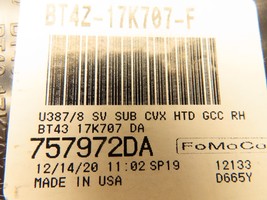 BT4Z-17K707-F
U387/8 SV SUB CVX HTD GCC RH
BT43 17K707 DA
757972DA
FoMoCo
12/14/20 11:02 SP19 12133
MADE IN USA D665Y